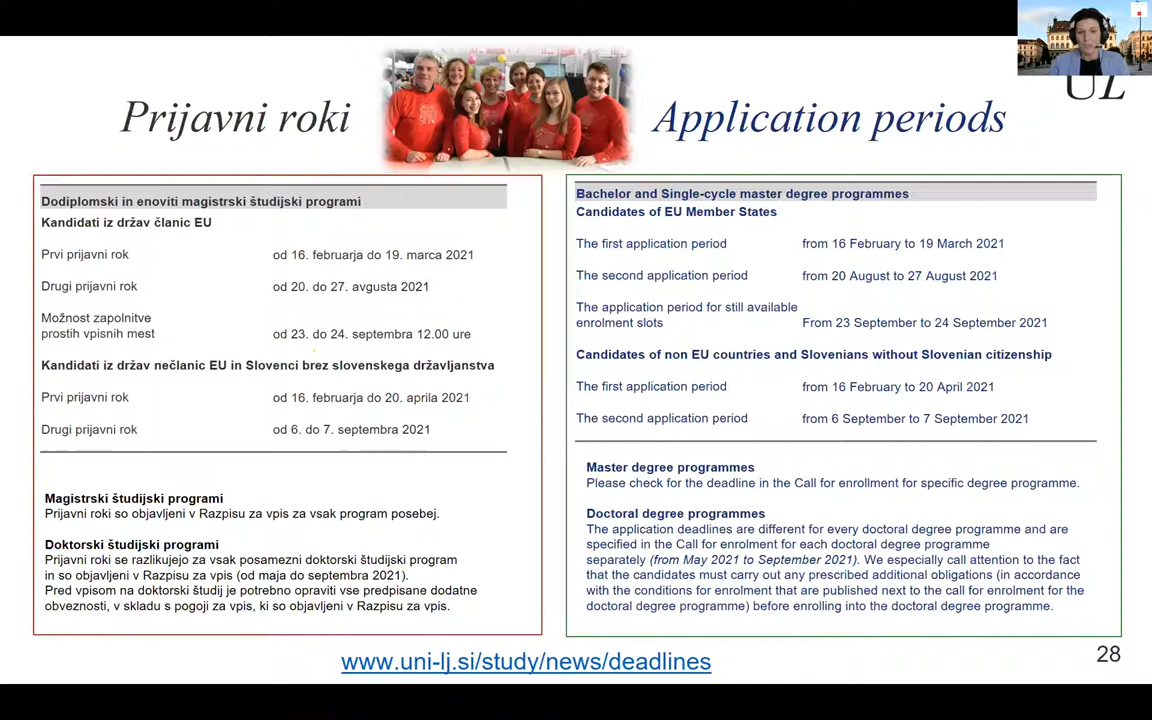 UL
Prijavni roki
Application periods
Dodiplomski in enoviti magistrski študijski programi
Kandidati iz držav članic EU
Prvi prijavni rok od 16. februarja do 19. marca 2021
Drugi prijavni rok od 20. do 27. avgusta 2021
Možnost zapolnitve
prostih vpisnih mest od 23. do 24. septembra 12.00 ure
Kandidati iz držav nečlanic EU in Slovenci brez slovenskega državljanstva
Prvi prijavni rok od 16. februarja do 20. aprila 2021
Drugi prijavni rok od 6. do 7. septembra 2021
Magistrski študijski programi
Prijavni roki so objavljeni v Razpisu za vpis za vsak program posebej.
Doktorski študijski programi
Prijavni roki se razlikujejo za vsak posamezni doktorski študijski program
in so objavljeni v Razpisu za vpis (od maja do septembra 2021).
Pred vpisom na doktorski študij je potrebno opraviti vse predpisane dodatne
obveznosti, v skladu s pogoji za vpis, ki so objavljeni v Razpisu za vpis.
Bachelor and Single-cycle master degree programmes
Candidates of EU Member States
The first application period from 16 February to 19 March 2021
The second application period from 20 August to 27 August 2021
The application period for still available
enrolment slots From 23 September to 24 September 2021
Candidates of non EU countries and Slovenians without Slovenian citizenship
The first application period from 16 February to 20 April 2021
The second application period from 6 September to 7 September 2021
Master degree programmes
Please check for the deadline in the Call for enrollment for specific degree programme.
Doctoral degree programmes
The application deadlines are different for every doctoral degree programme and are
specified in the Call for enrolment for each doctoral degree programme
separately (from May 2021 to September 2021). We especially call attention to the fact
that the candidates must carry out any prescribed additional obligations (in accordance
with the conditions for enrolment that are published next to the call for enrolment for the
doctoral degree programme) before enrolling into the doctoral degree programme.
www.uni-lj.si/study/news/deadlines
28